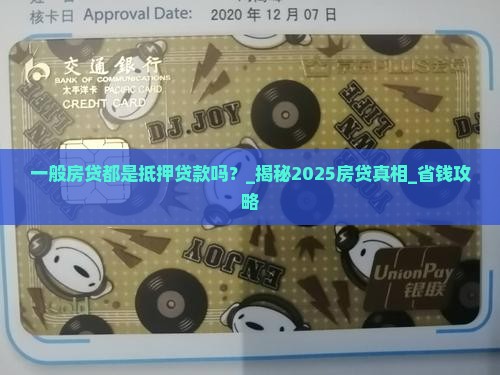 核卡日 Approval Date: 2020 年 12 月 07 日
交通銀行
BANK OF COMMUNICATIONS
太平洋卡 PACIFIC CARD
CREDIT CARD
LIFE
DJ.JOY
一般房贷都是抵押贷款吗？_揭秘2025房贷真相_省钱攻
略
ENJOY
UnionPay
银联